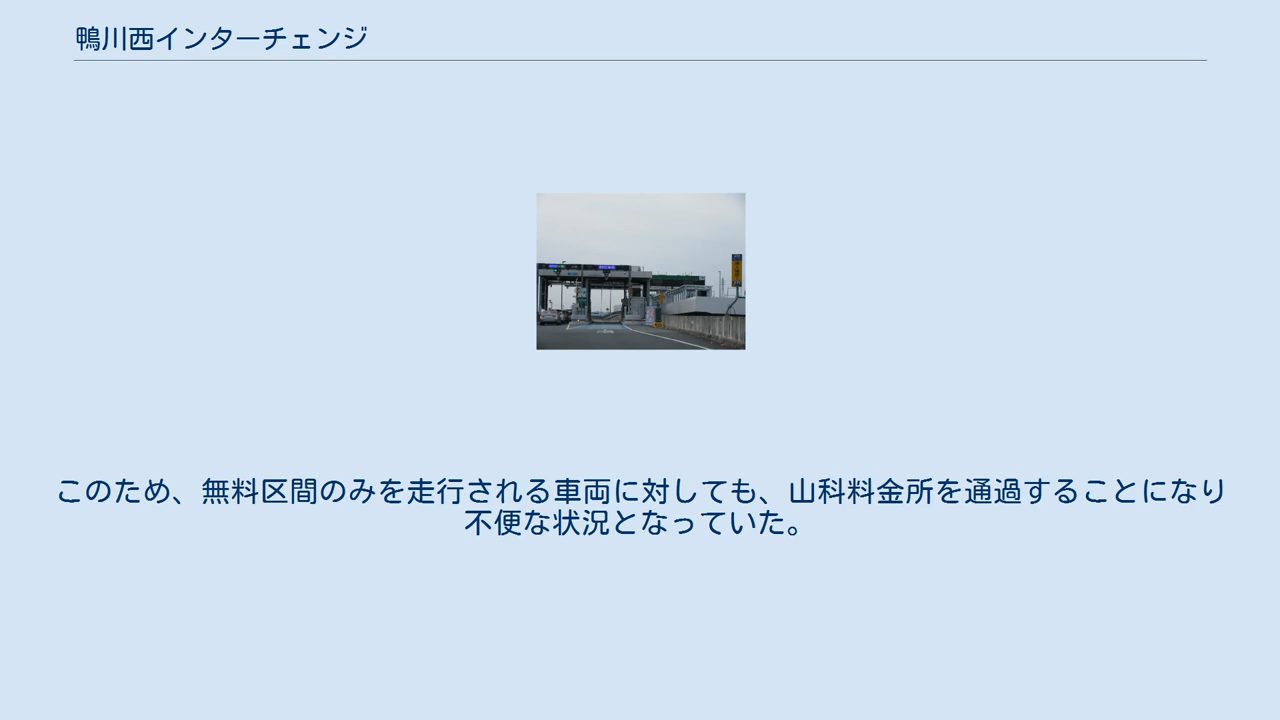 鴨川西インターチェンジ
このため、無料区間のみを走行される車両に対しても、山科料金所を通過することになり
不便な状況となっていた。